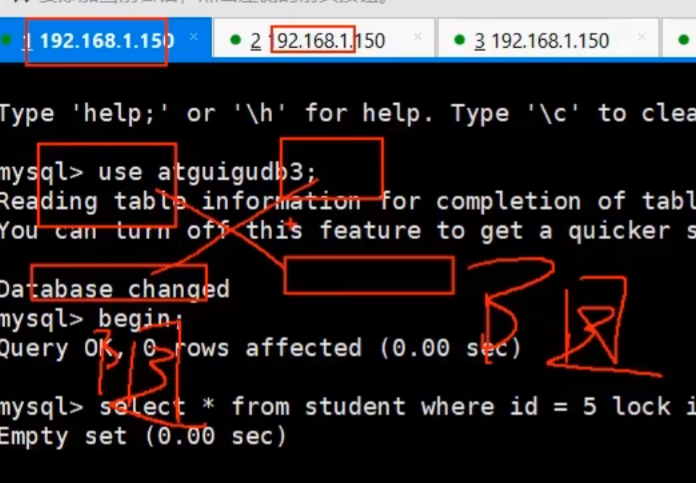 1 192.168.1.150 × 2 192.168.1.150 × 3 192.168.1.150 ×
Type 'help;' or '\h' for help. Type '\c' to clea
mysql> use atguigudb3;
Reading table information for completion of tabl
You can turn off this feature to get a quicker s
Database changed
mysql> begin;
Query OK, 0 rows affected (0.00 sec)
mysql> select * from student where id = 5 lock i
Empty set (0.00 sec)